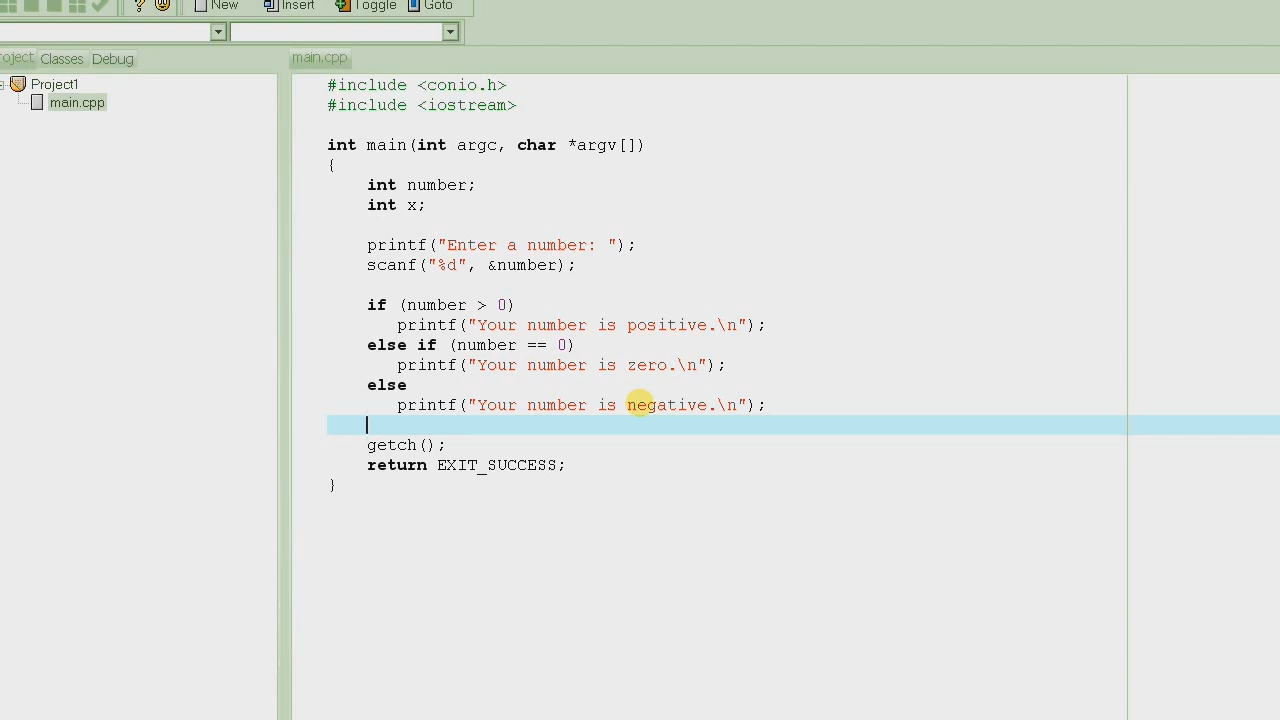 New Insert Toggle Goto
roject Classes Debug main.cpp
Project1
main.cpp
#include <conio.h>
#include <iostream>
int main(int argc, char *argv[])
{
int number;
int x;
printf("Enter a number: ");
scanf("%d", &number);
if (number > 0)
printf("Your number is positive.\n");
else if (number == 0)
printf("Your number is zero.\n");
else
printf("Your number is negative.\n");
getch();
return EXIT_SUCCESS;
}